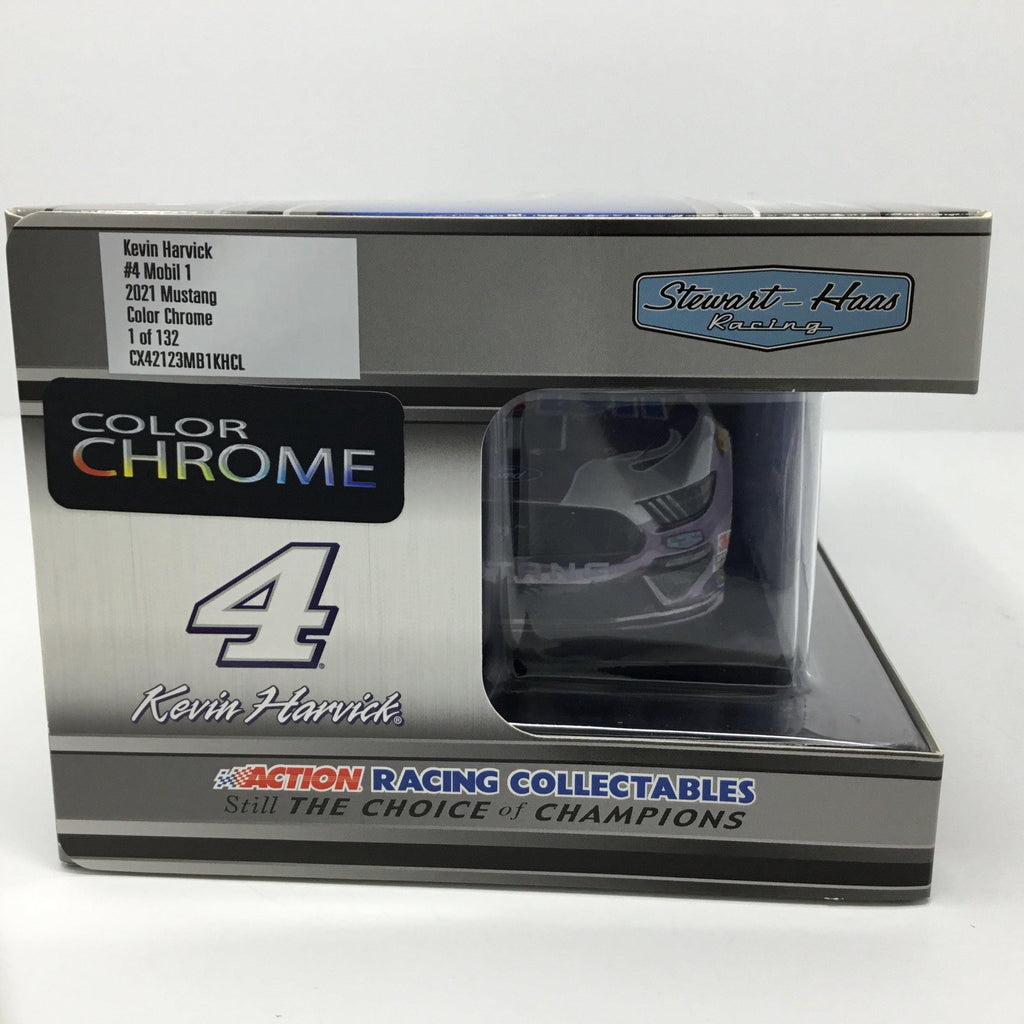 Kevin Harvick
#4 Mobil 1
2021 Mustang
Color Chrome
1 of 132
CX42123MB1KHCL
Stewart-Haas
Racing
COLOR
CHROME
4
Kevin Harvick®
ACTION RACING COLLECTABLES
Still THE CHOICE of CHAMPIONS